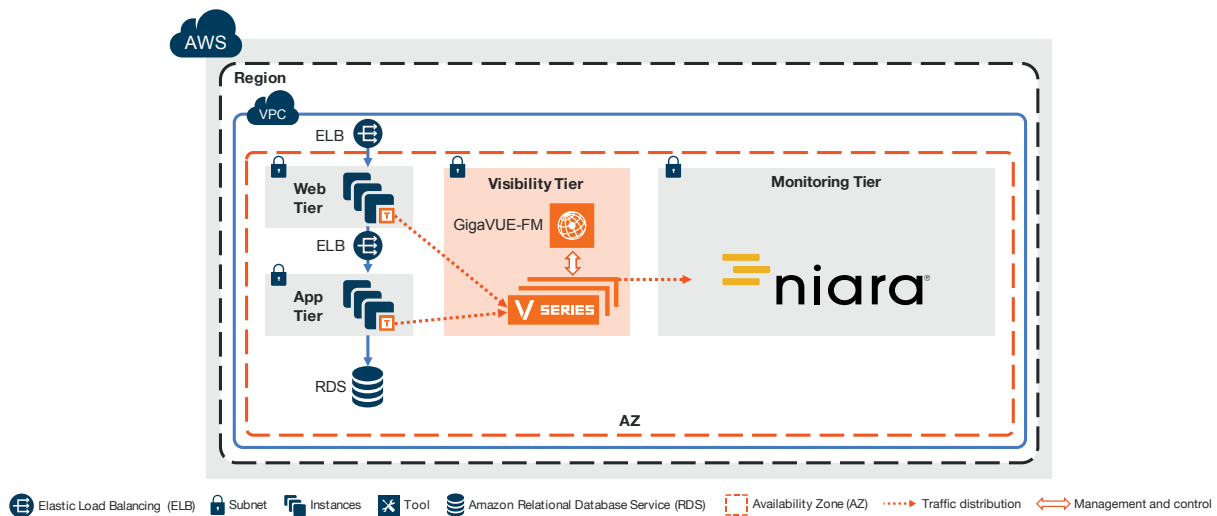 AWS
Region
VPC
ELB
Web
Tier
T
ELB
App
Tier
T
RDS
Visibility Tier
GigaVUE-FM
V SERIES
Monitoring Tier
niara®
AZ
Elastic Load Balancing (ELB)
Subnet
Instances
Tool
Amazon Relational Database Service (RDS)
Availability Zone (AZ)
Traffic distribution
Management and control